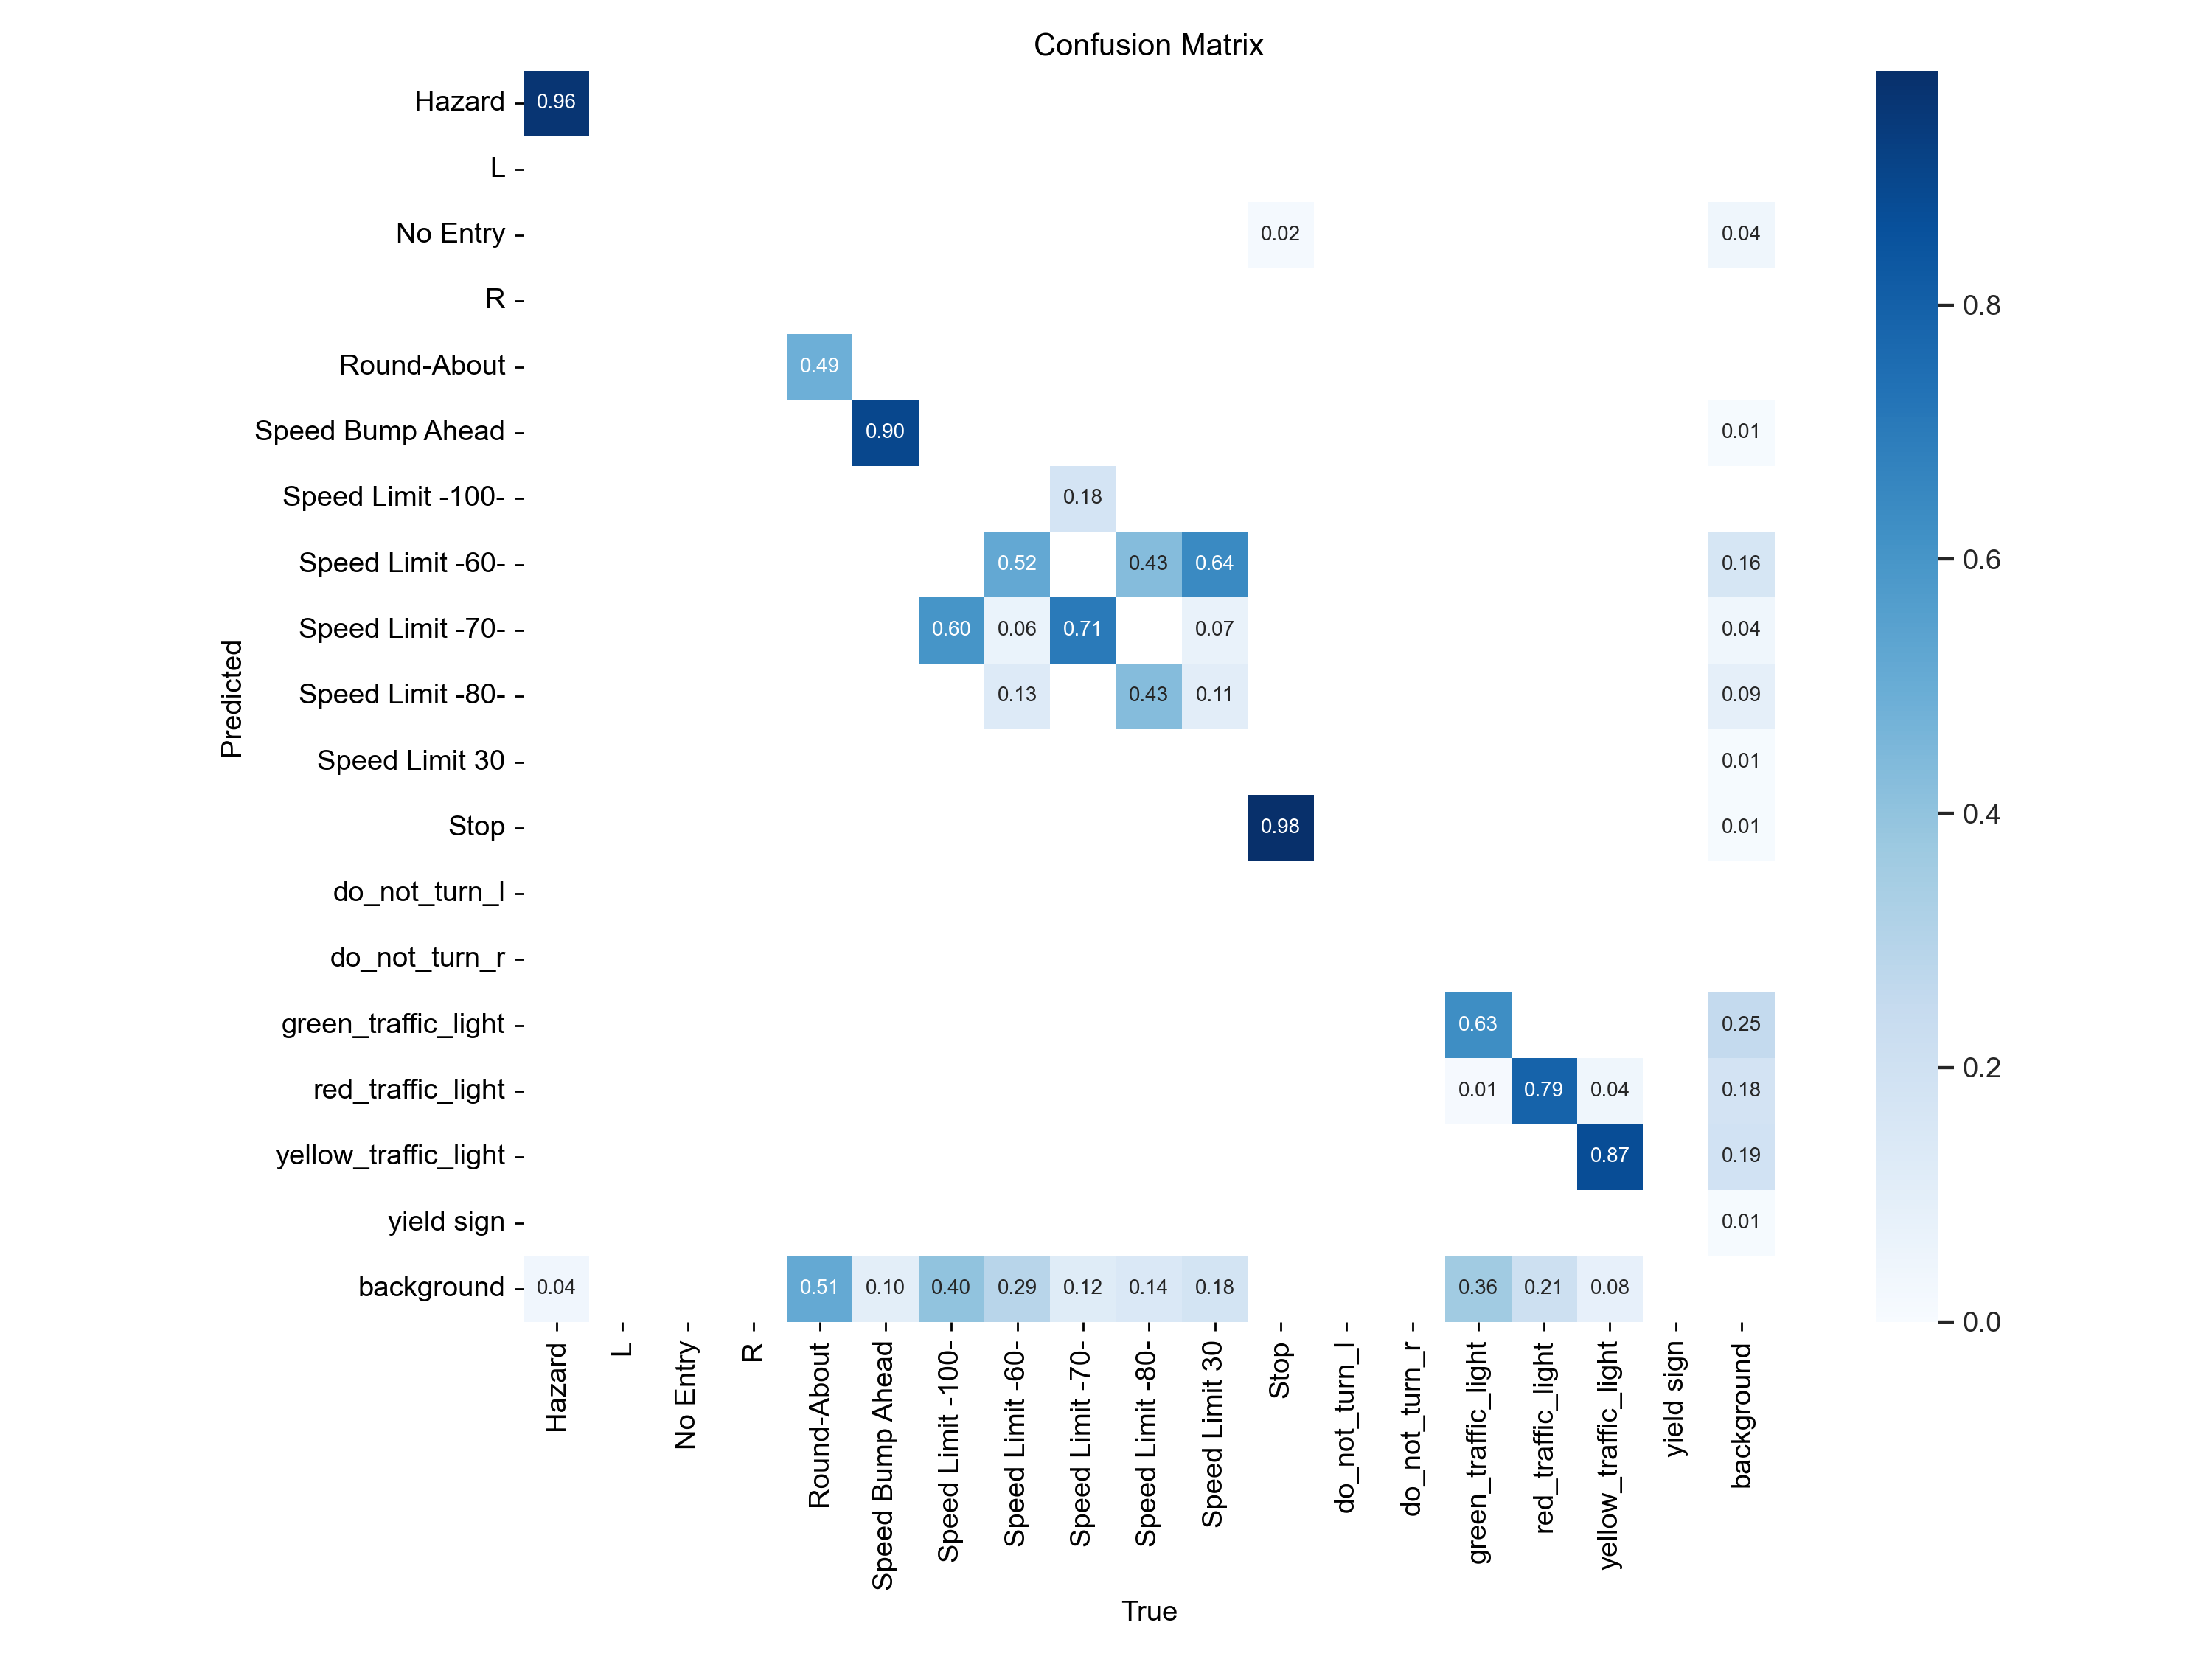 Confusion Matrix
Hazard 0.96
L
No Entry 0.02 0.04
R
Round-About 0.49
Speed Bump Ahead 0.90 0.01
Speed Limit -100- 0.18
Speed Limit -60- 0.52 0.43 0.64 0.16
Speed Limit -70- 0.60 0.06 0.71 0.07 0.04
Speed Limit -80- 0.13 0.43 0.11 0.09
Speed Limit 30 0.01
Stop 0.98 0.01
do_not_turn_l
do_not_turn_r
green_traffic_light 0.63 0.25
red_traffic_light 0.01 0.79 0.04 0.18
yellow_traffic_light 0.87 0.19
yield sign 0.01
background 0.04 0.51 0.10 0.40 0.29 0.12 0.14 0.18 0.36 0.21 0.08
Predicted
Hazard
L
No Entry
R
Round-About
Speed Bump Ahead
Speed Limit -100-
Speed Limit -60-
Speed Limit -70-
Speed Limit -80-
Speed Limit 30
Stop
do_not_turn_l
do_not_turn_r
green_traffic_light
red_traffic_light
yellow_traffic_light
yield sign
background
True
0.8
0.6
0.4
0.2
0.0